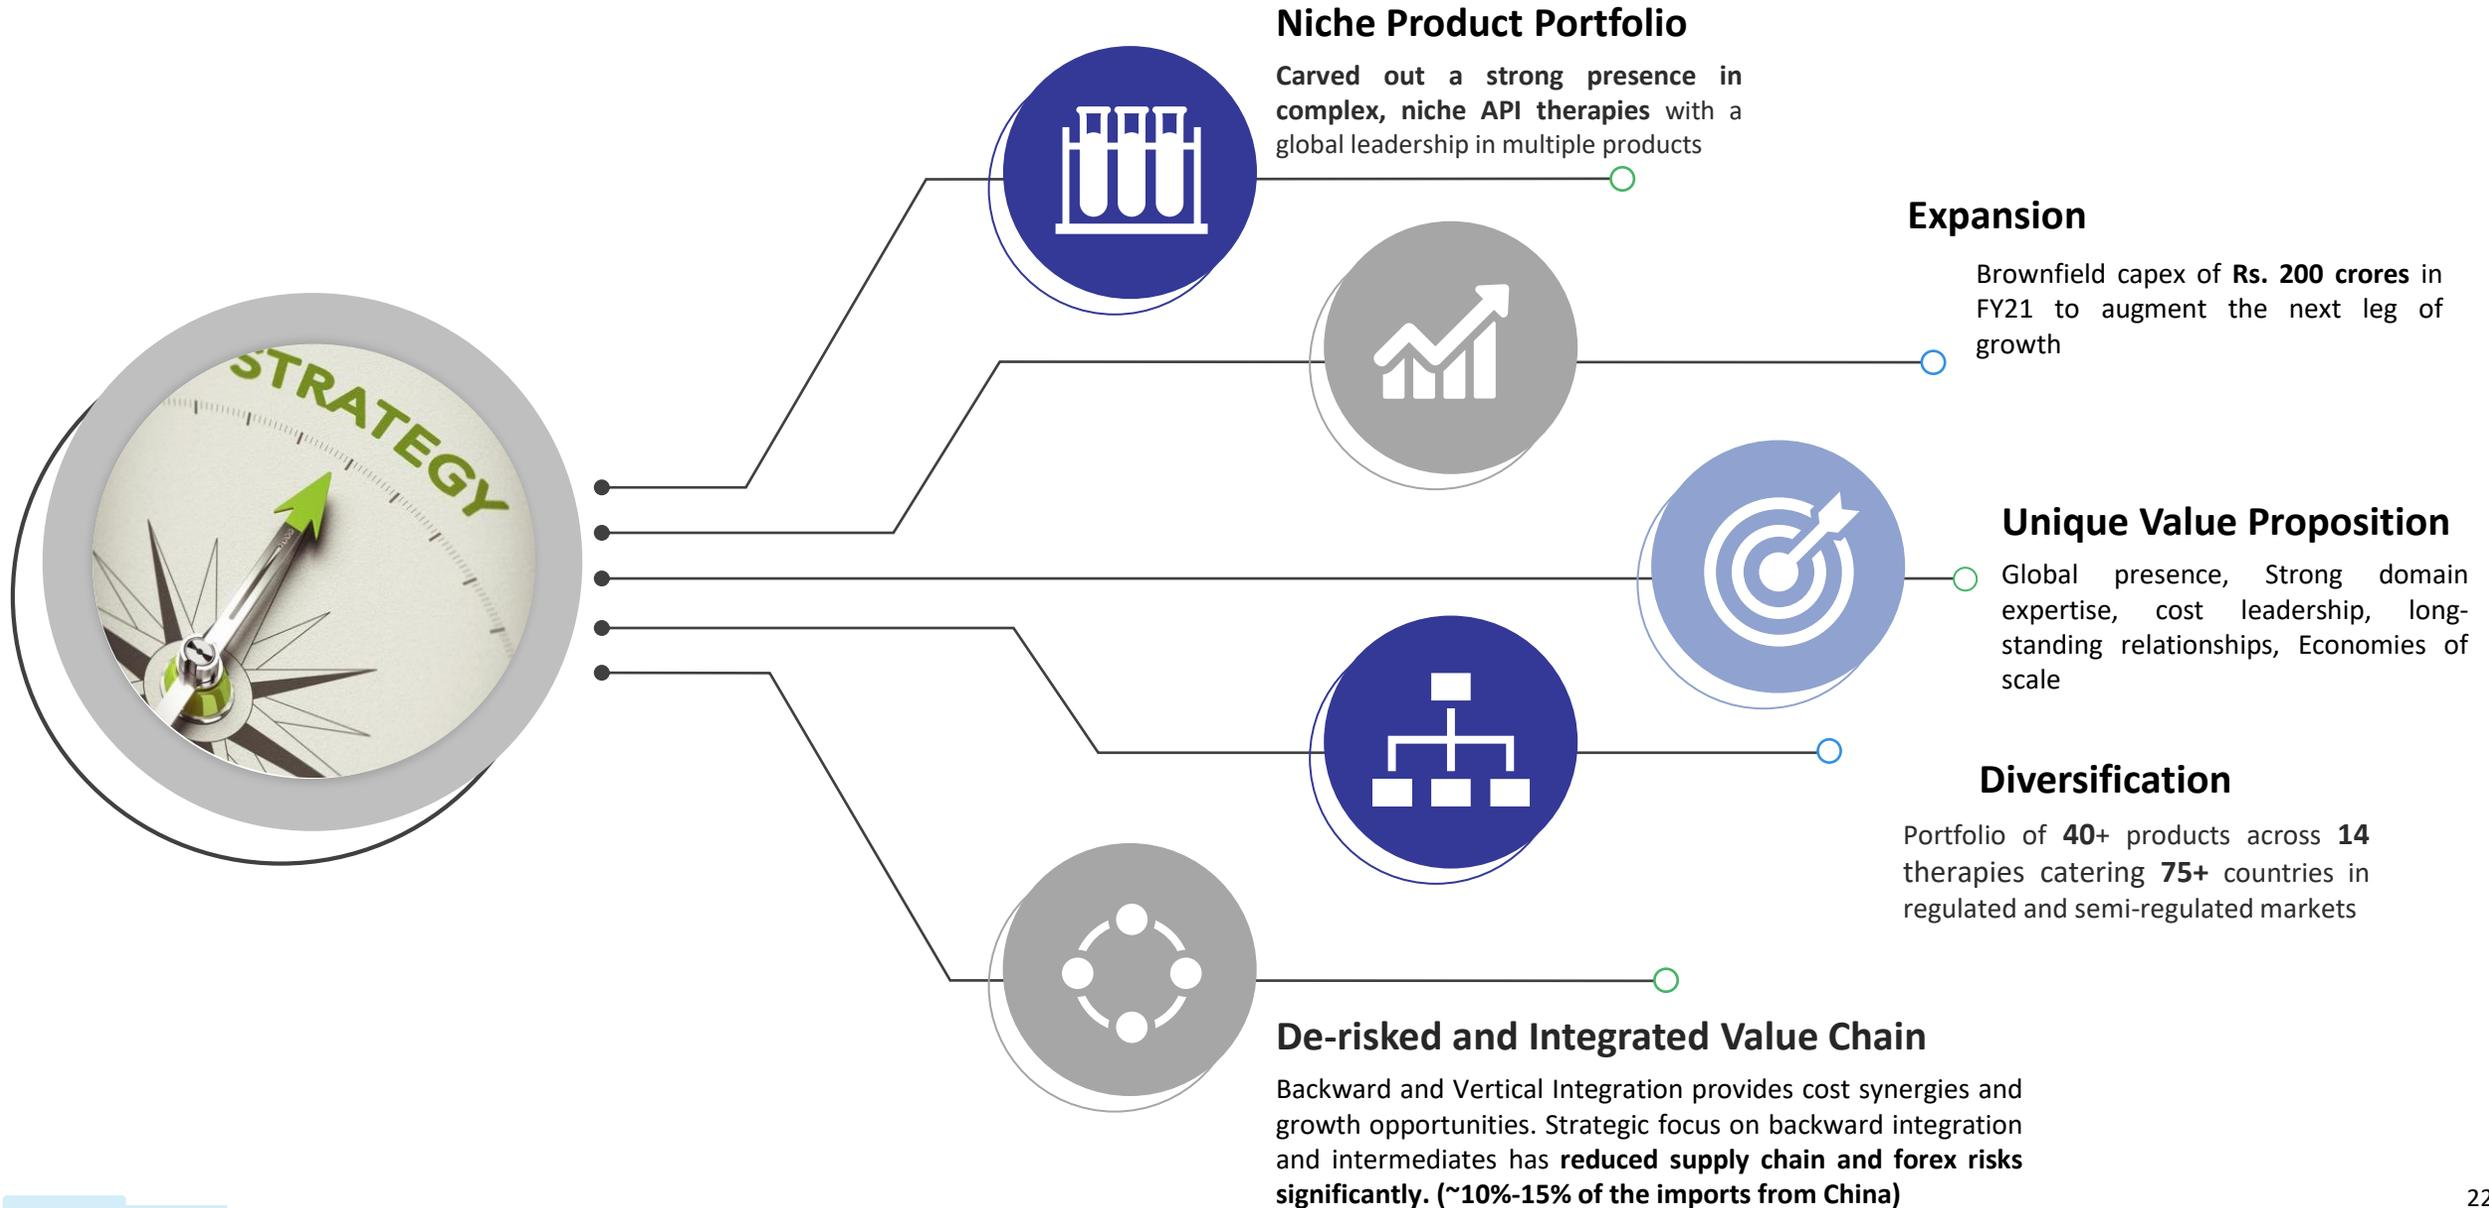 STRATEGY
Niche Product Portfolio
Carved out a strong presence in
complex, niche API therapies with a
global leadership in multiple products
Expansion
Brownfield capex of Rs. 200 crores in
FY21 to augment the next leg of
growth
Unique Value Proposition
Global presence, Strong domain
expertise, cost leadership, long-
standing relationships, Economies of
scale
Diversification
Portfolio of 40+ products across 14
therapies catering 75+ countries in
regulated and semi-regulated markets
De-risked and Integrated Value Chain
Backward and Vertical Integration provides cost synergies and
growth opportunities. Strategic focus on backward integration
and intermediates has reduced supply chain and forex risks
significantly. (~10%-15% of the imports from China)
22